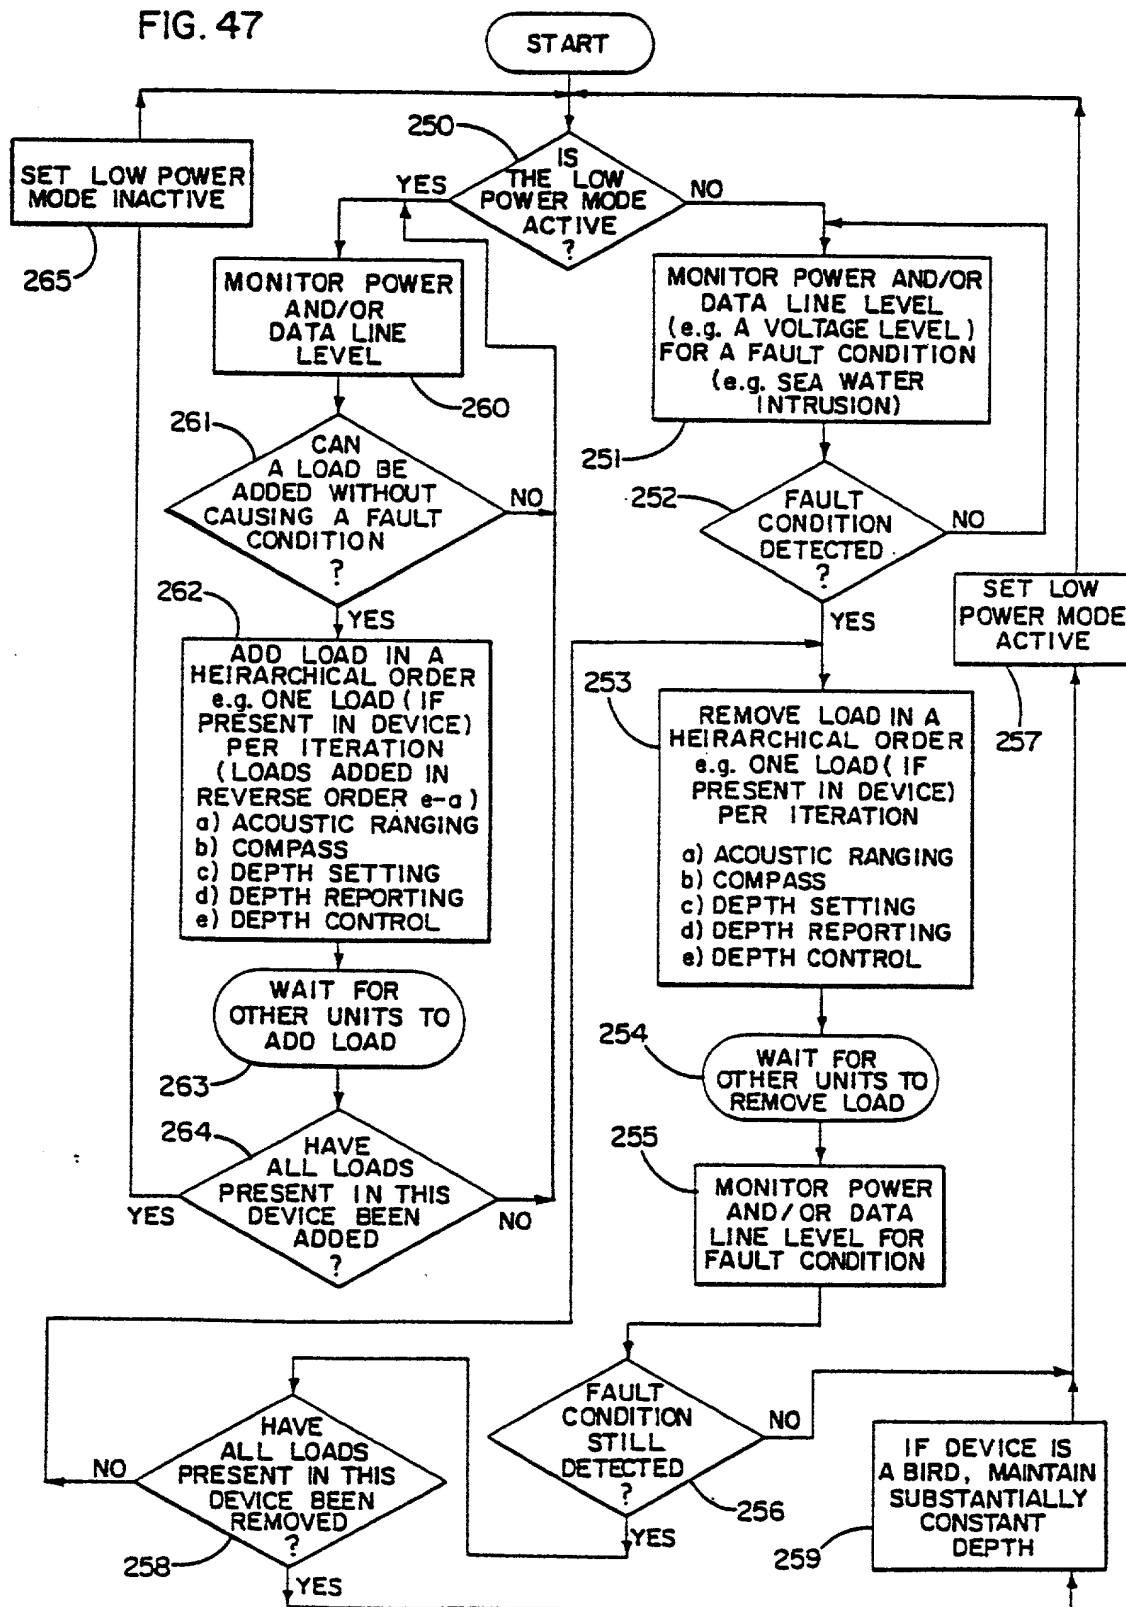 FIG. 47
START
250
IS
THE LOW
POWER MODE
ACTIVE
?
YES
NO
SET LOW POWER
MODE INACTIVE
265
MONITOR POWER
AND/OR
DATA LINE
LEVEL
260
MONITOR POWER AND/OR
DATA LINE LEVEL
(e.g. A VOLTAGE LEVEL)
FOR A FAULT CONDITION
(e.g. SEA WATER
INTRUSION)
251
261
CAN
A LOAD BE
ADDED WITHOUT
CAUSING A FAULT
CONDITION
?
NO
YES
252
FAULT
CONDITION
DETECTED
?
NO
YES
SET LOW
POWER MODE
ACTIVE
257
262
ADD LOAD IN A
HEIRARCHICAL ORDER
e.g. ONE LOAD (IF
PRESENT IN DEVICE)
PER ITERATION
(LOADS ADDED IN
REVERSE ORDER e-a)
a) ACOUSTIC RANGING
b) COMPASS
c) DEPTH SETTING
d) DEPTH REPORTING
e) DEPTH CONTROL
253
REMOVE LOAD IN A
HEIRARCHICAL ORDER
e.g. ONE LOAD (IF
PRESENT IN DEVICE)
PER ITERATION
a) ACOUSTIC RANGING
b) COMPASS
c) DEPTH SETTING
d) DEPTH REPORTING
e) DEPTH CONTROL
WAIT FOR
OTHER UNITS TO
ADD LOAD
263
254
WAIT FOR
OTHER UNITS TO
REMOVE LOAD
264
HAVE
ALL LOADS
PRESENT IN THIS
DEVICE BEEN
ADDED
?
YES
NO
255
MONITOR POWER
AND/OR DATA
LINE LEVEL FOR
FAULT CONDITION
FAULT
CONDITION
STILL
DETECTED
?
NO
256
YES
HAVE
ALL LOADS
PRESENT IN THIS
DEVICE BEEN
REMOVED
?
NO
258
YES
IF DEVICE IS
A BIRD, MAINTAIN
SUBSTANTIALLY
CONSTANT
DEPTH
259